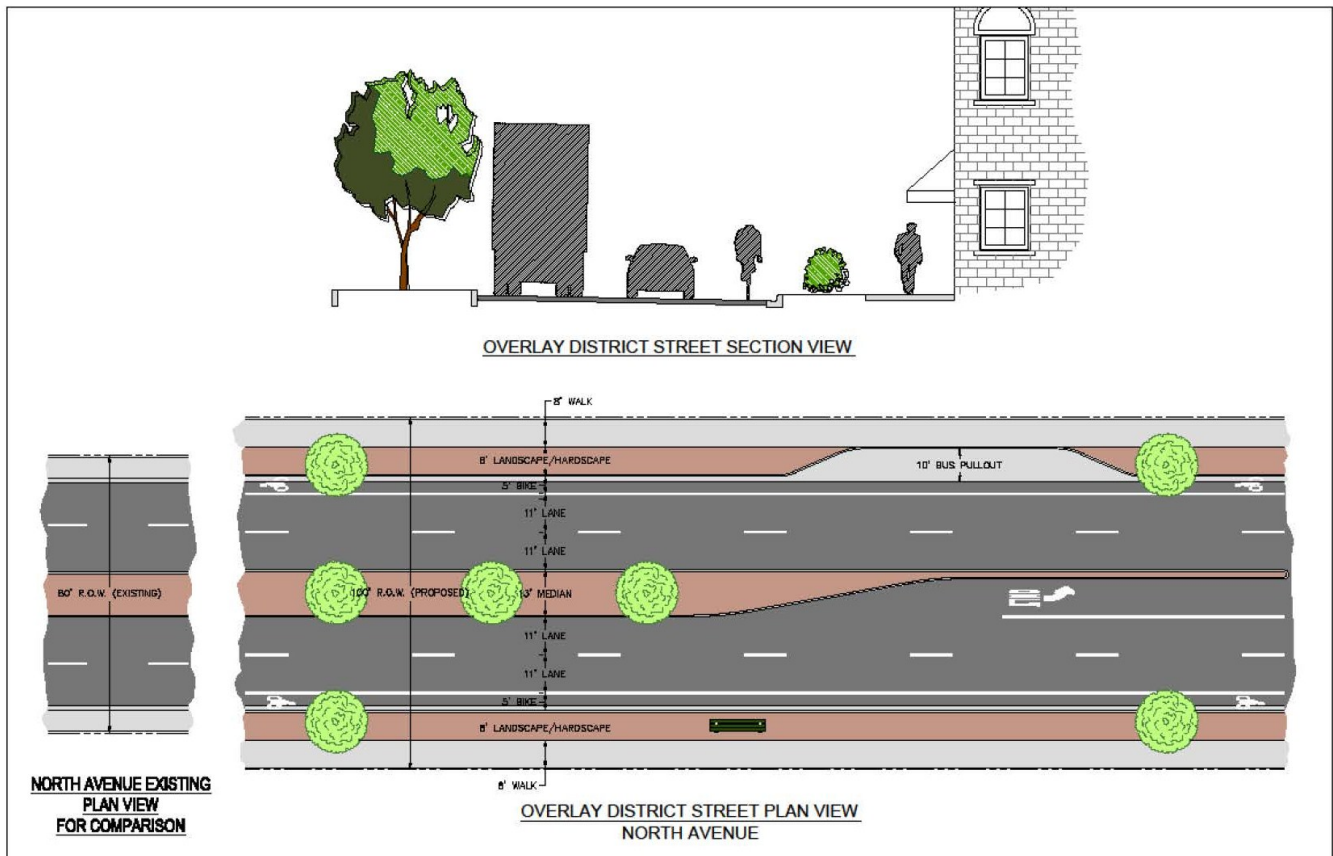 OVERLAY DISTRICT STREET SECTION VIEW
8' WALK
8' LANDSCAPE/HARDSCAPE
10' BUS PULLOUT
5' BIKE
11' LANE
11' LANE
80' R.O.W. (EXISTING)
100' R.O.W. (PROPOSED)
13' MEDIAN
11' LANE
11' LANE
5' BIKE
8' LANDSCAPE/HARDSCAPE
8' WALK
NORTH AVENUE EXISTING
PLAN VIEW
FOR COMPARISON
OVERLAY DISTRICT STREET PLAN VIEW
NORTH AVENUE